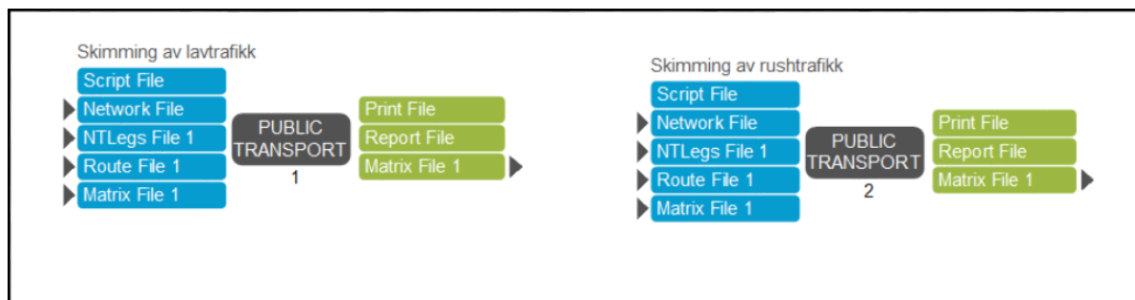 Skimming av lavtrafikk
Script File
Network File
NTLegs File 1
Route File 1
Matrix File 1
PUBLIC
TRANSPORT
1
Print File
Report File
Matrix File 1
Skimming av rushtrafikk
Script File
Network File
NTLegs File 1
Route File 1
Matrix File 1
PUBLIC
TRANSPORT
2
Print File
Report File
Matrix File 1